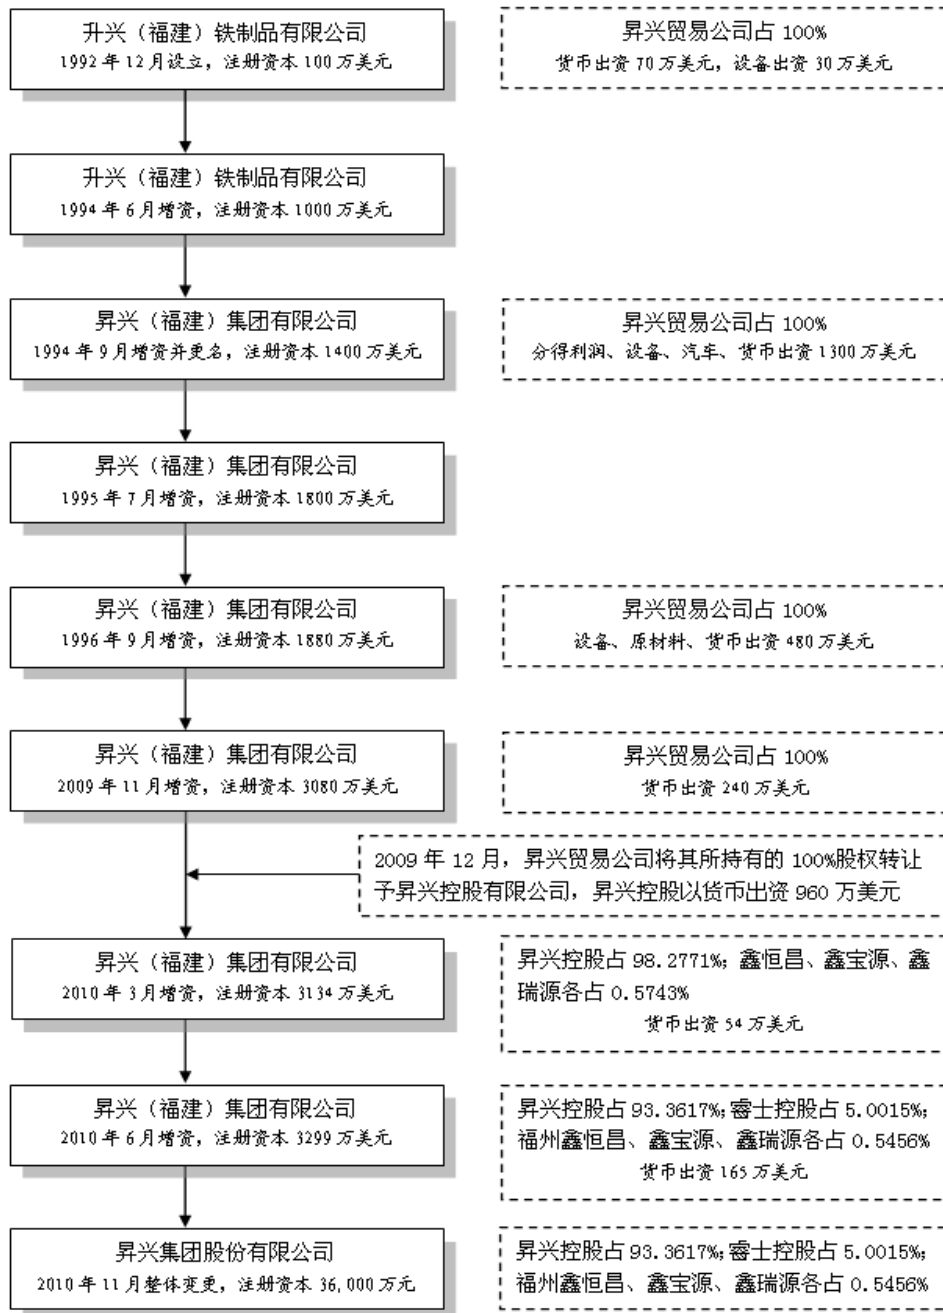 升兴（福建）铁制品有限公司
1992年12月设立，注册资本100万美元
昇兴贸易公司占100%
货币出资70万美元，设备出资30万美元
升兴（福建）铁制品有限公司
1994年6月增资，注册资本1000万美元
昇兴（福建）集团有限公司
1994年9月增资并更名，注册资本1400万美元
昇兴贸易公司占100%
分得利润、设备、汽车、货币出资1300万美元
昇兴（福建）集团有限公司
1995年7月增资，注册资本1800万美元
昇兴（福建）集团有限公司
1996年9月增资，注册资本1880万美元
昇兴贸易公司占100%
设备、原材料、货币出资480万美元
昇兴（福建）集团有限公司
2009年11月增资，注册资本3080万美元
昇兴贸易公司占100%
货币出资240万美元
2009年12月，昇兴贸易公司将其所持有的100%股权转让
予昇兴控股有限公司，昇兴控股以货币出资960万美元
昇兴（福建）集团有限公司
2010年3月增资，注册资本3134万美元
昇兴控股占98.2771%；鑫恒昌、鑫宝源、鑫
瑞源各占0.5743%
货币出资54万美元
昇兴（福建）集团有限公司
2010年6月增资，注册资本3299万美元
昇兴控股占93.3617%；睿士控股占5.0015%；
福州鑫恒昌、鑫宝源、鑫瑞源各占0.5456%
货币出资165万美元
昇兴集团股份有限公司
2010年11月整体变更，注册资本36,000万元
昇兴控股占93.3617%；睿士控股占5.0015%；
福州鑫恒昌、鑫宝源、鑫瑞源各占0.5456%